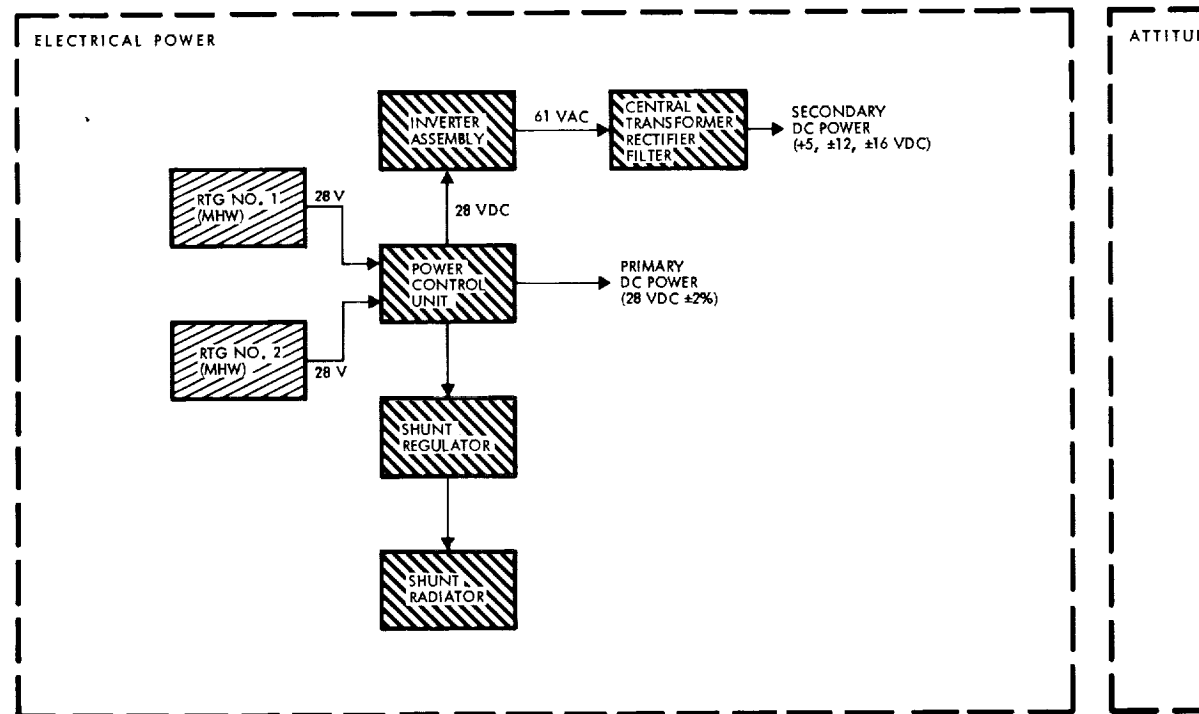 ELECTRICAL POWER
INVERTER
ASSEMBLY
61 VAC
CENTRAL
TRANSFORMER
RECTIFIER
FILTER
SECONDARY
DC POWER
(+5, ±12, ±16 VDC)
RTG NO. 1
(MHW)
28 V
28 VDC
POWER
CONTROL
UNIT
PRIMARY
DC POWER
(28 VDC ±2%)
RTG NO. 2
(MHW)
28 V
SHUNT
REGULATOR
SHUNT
RADIATOR